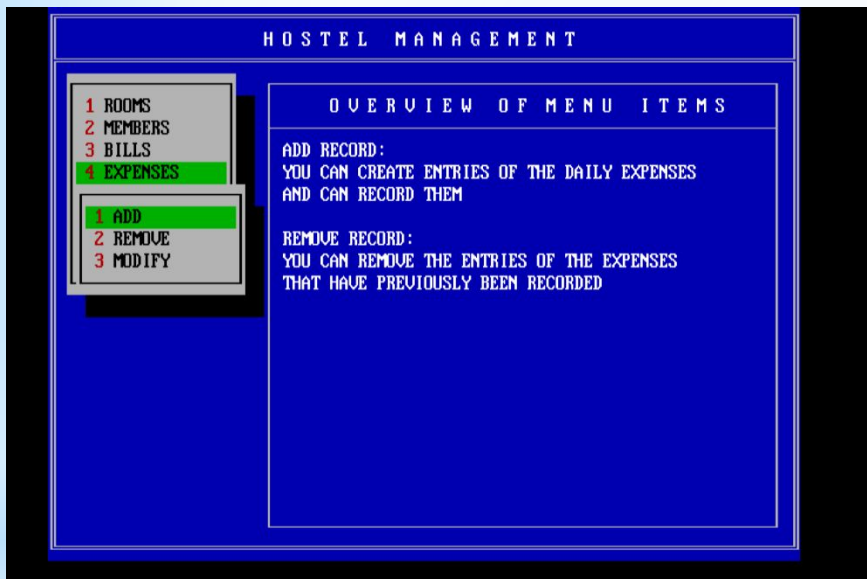 HOSTEL MANAGEMENT
1 ROOMS
2 MEMBERS
3 BILLS
4 EXPENSES
1 ADD
2 REMOVE
3 MODIFY
OVERVIEW OF MENU ITEMS
ADD RECORD:
YOU CAN CREATE ENTRIES OF THE DAILY EXPENSES
AND CAN RECORD THEM
REMOVE RECORD:
YOU CAN REMOVE THE ENTRIES OF THE EXPENSES
THAT HAVE PREVIOUSLY BEEN RECORDED